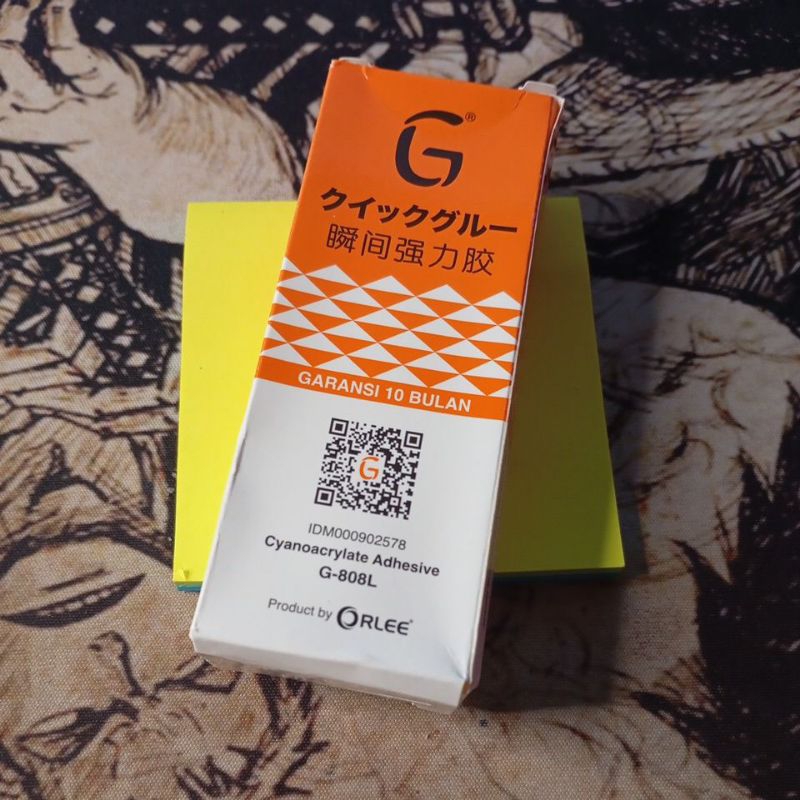 G®
クイックグルー
瞬间强力胶
GARANSI 10 BULAN
G
IDM000902578
Cyanoacrylate Adhesive
G-808L
Product by ORLEE